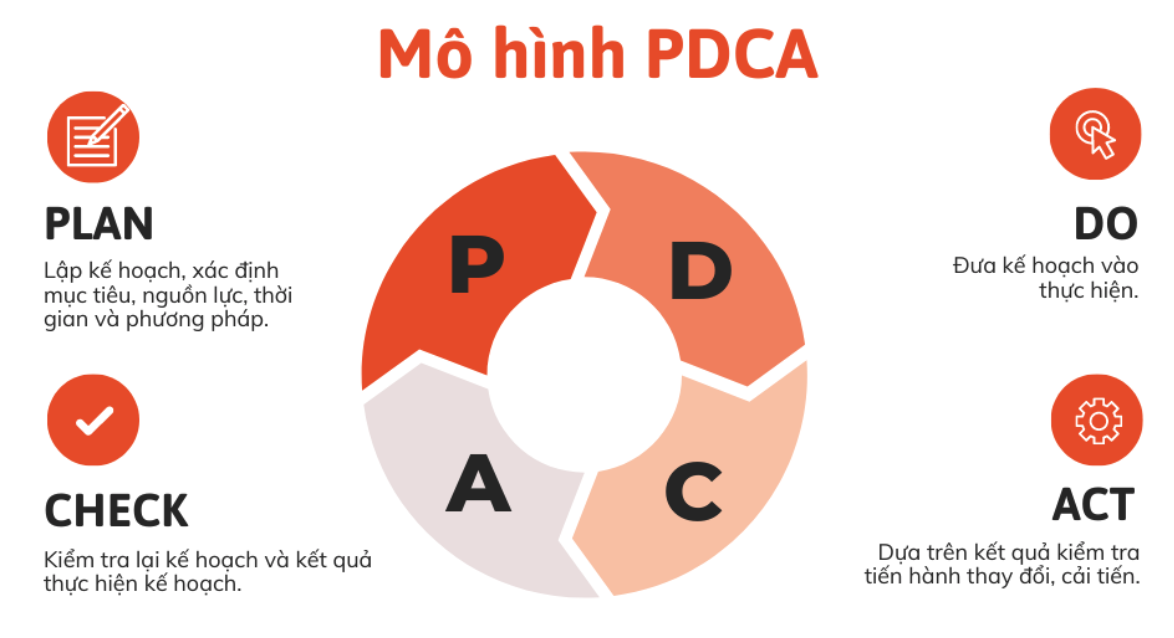 Mô hình PDCA
PLAN
Lập kế hoạch, xác định
mục tiêu, nguồn lực, thời
gian và phương pháp.
DO
Đưa kế hoạch vào
thực hiện.
P
D
A
C
CHECK
Kiểm tra lại kế hoạch và kết quả
thực hiện kế hoạch.
ACT
Dựa trên kết quả kiểm tra
tiến hành thay đổi, cải tiến.